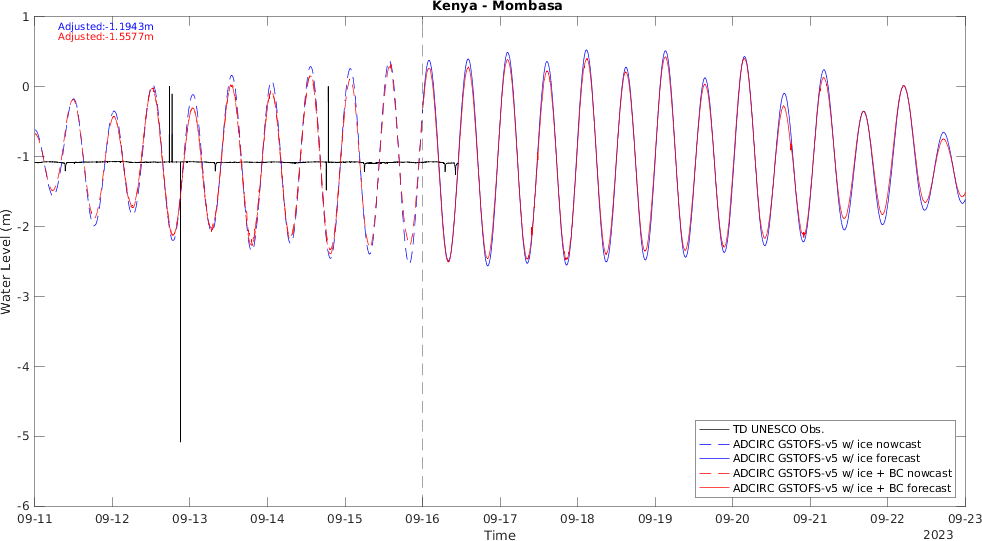 Kenya - Mombasa
Adjusted:-1.1943m
Adjusted:-1.5577m
Water Level (m)
1
0
-1
-2
-3
-4
-5
-6
TD UNESCO Obs.
ADCIRC GSTOFS-v5 w/ ice nowcast
ADCIRC GSTOFS-v5 w/ ice forecast
ADCIRC GSTOFS-v5 w/ ice + BC nowcast
ADCIRC GSTOFS-v5 w/ ice + BC forecast
09-11 09-12 09-13 09-14 09-15 09-16 09-17 09-18 09-19 09-20 09-21 09-22 09-23
Time
2023